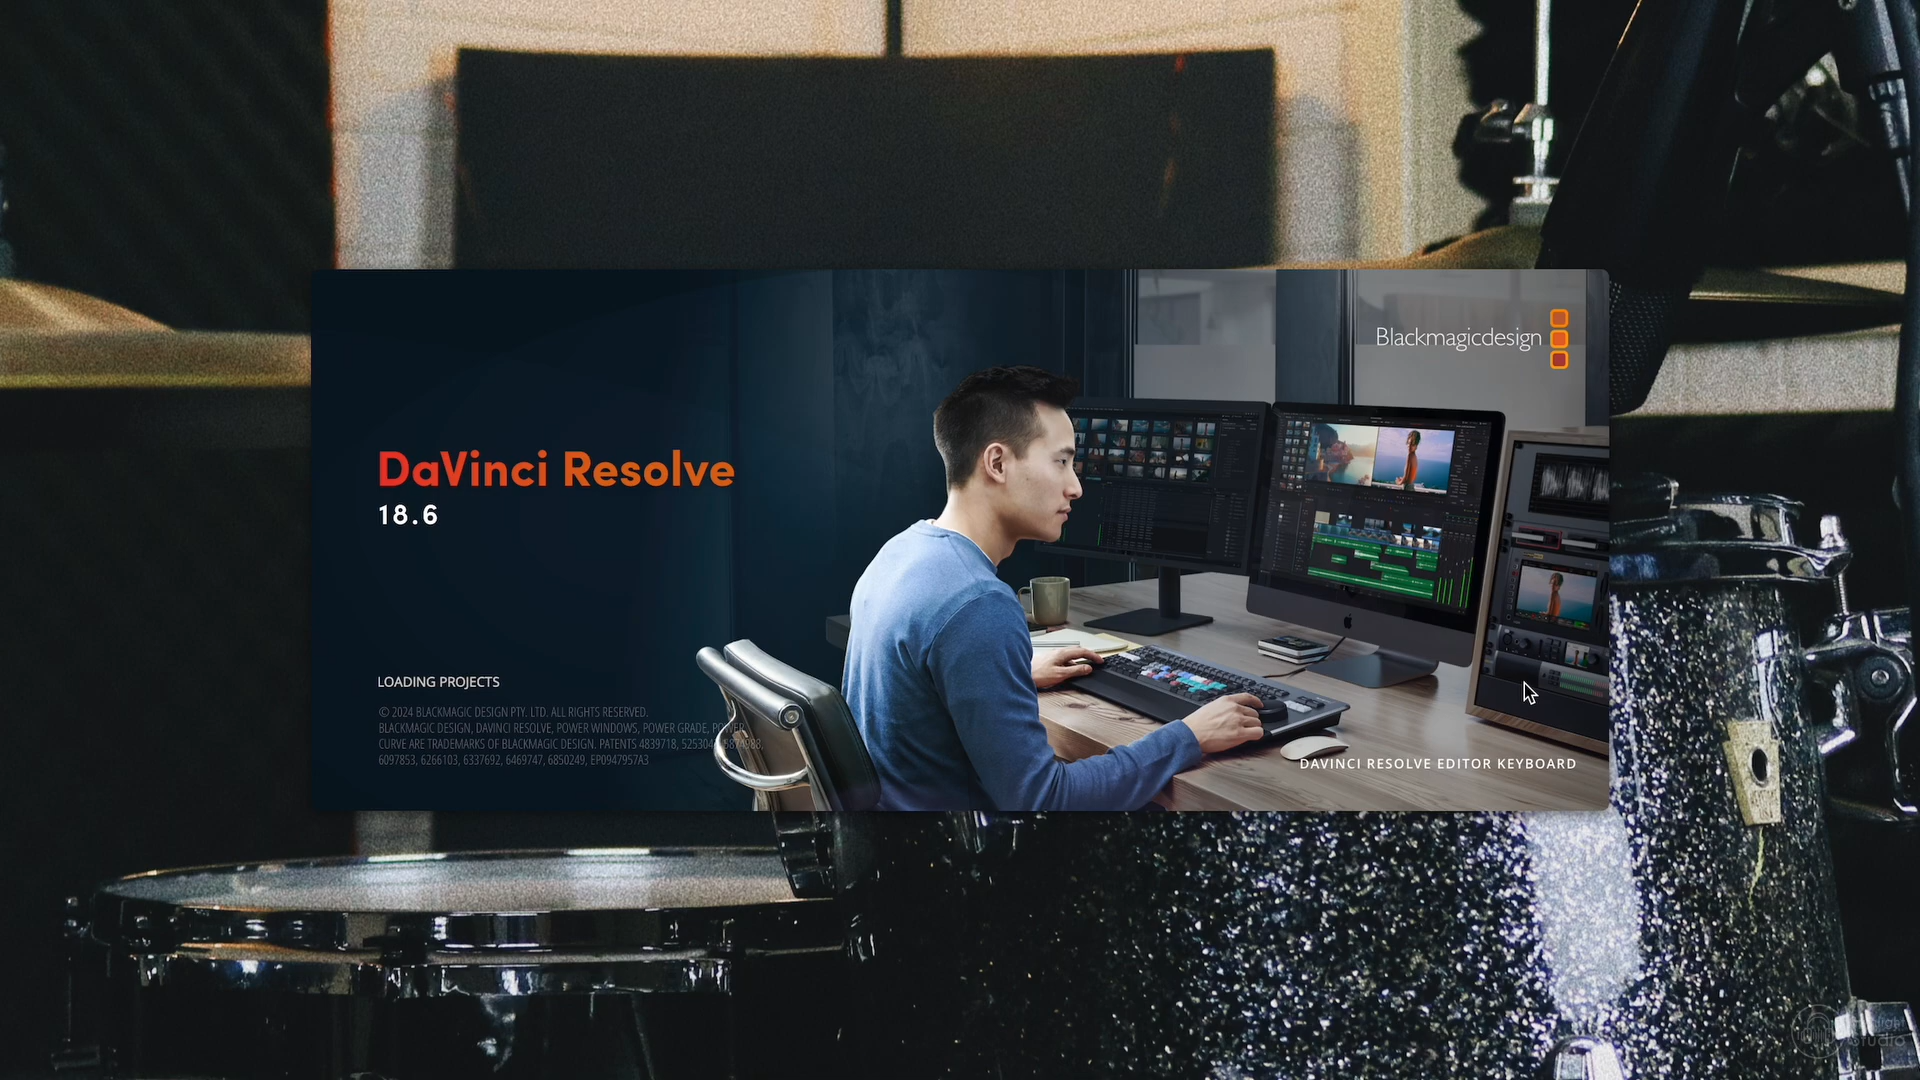 Blackmagicdesign
DaVinci Resolve
18.6
LOADING PROJECTS
© 2024 BLACKMAGIC DESIGN PTY. LTD. ALL RIGHTS RESERVED.
BLACKMAGIC DESIGN, DAVINCI RESOLVE, POWER WINDOWS, POWER GRADE, POWER
CURVE ARE TRADEMARKS OF BLACKMAGIC DESIGN. PATENTS 4839718,
6097853, 6266103, 6337692, 6469747, 6850249, EP0947957A3
DAVINCI RESOLVE EDITOR KEYBOARD
Studio